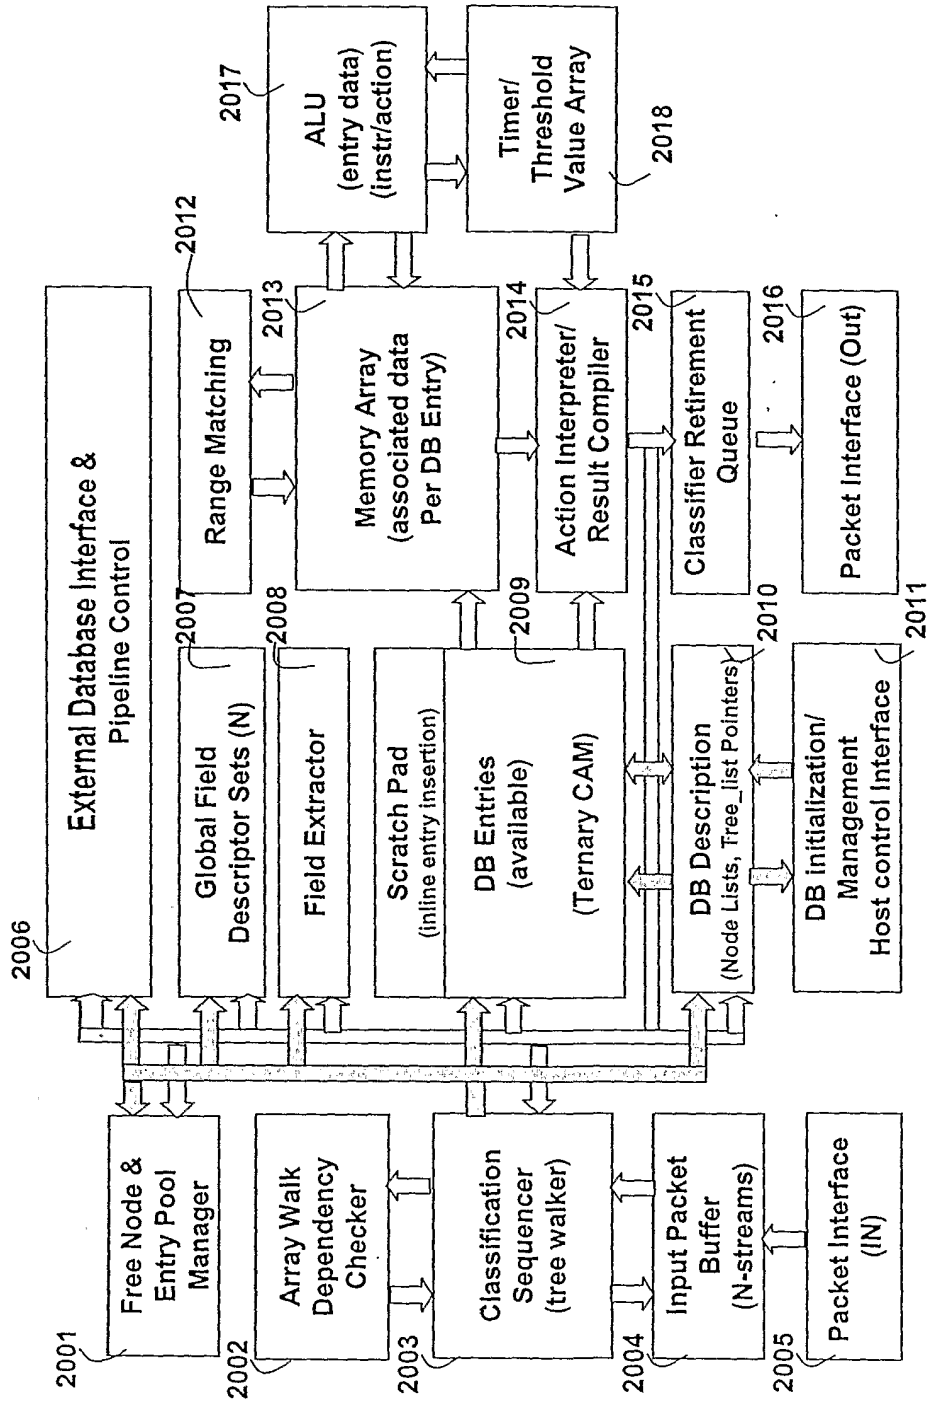 2001
Free Node &
Entry Pool
Manager
2002
Array Walk
Dependency
Checker
2003
Classification
Sequencer
(tree walker)
2004
Input Packet
Buffer
(N-streams)
2005
Packet Interface
(IN)
2006
External Database Interface &
Pipeline Control
2007
Global Field
Descriptor Sets (N)
2008
Field Extractor
Scratch Pad
(inline entry insertion)
2009
DB Entries
(available)
(Ternary CAM)
2010
DB Description
(Node Lists, Tree_list Pointers)
2011
DB initialization/
Management
Host control Interface
2012
Range Matching
2013
Memory Array
(associated data
Per DB Entry)
2014
Action Interpreter/
Result Compiler
2015
Classifier Retirement
Queue
2016
Packet Interface (Out)
2017
ALU
(entry data)
(instr/action)
Timer/
Threshold
Value Array
2018